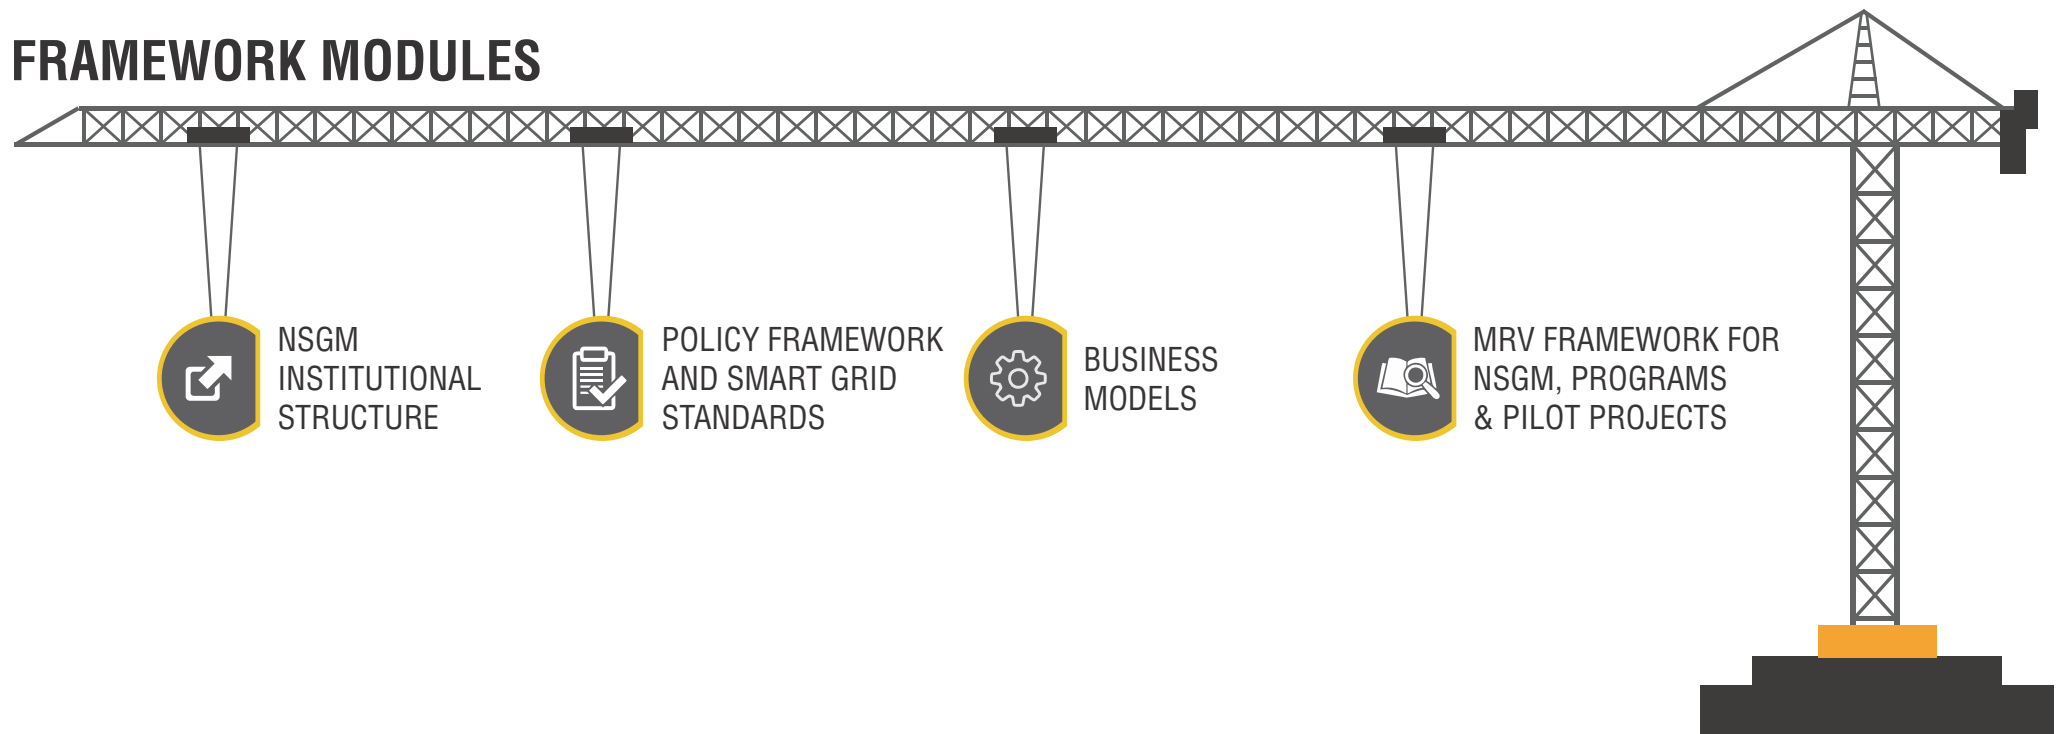 FRAMEWORK MODULES
NSGM
INSTITUTIONAL
STRUCTURE
POLICY FRAMEWORK
AND SMART GRID
STANDARDS
BUSINESS
MODELS
MRV FRAMEWORK FOR
NSGM, PROGRAMS
& PILOT PROJECTS